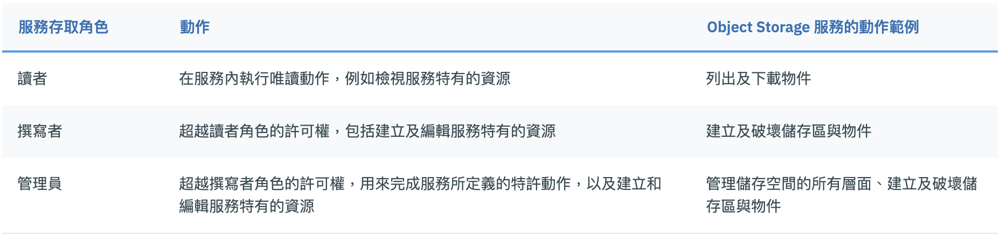 服務存取角色 動作 Object Storage 服務的動作範例
讀者 在服務內執行唯讀動作，例如檢視服務特有的資源 列出及下載物件
撰寫者 超越讀者角色的許可權，包括建立及編輯服務特有的資源 建立及破壞儲存區與物件
管理員 超越撰寫者角色的許可權，用來完成服務所定義的特許動作，以及建立和 管理儲存空間的所有層面、建立及破壞儲
編輯服務特有的資源 存區與物件